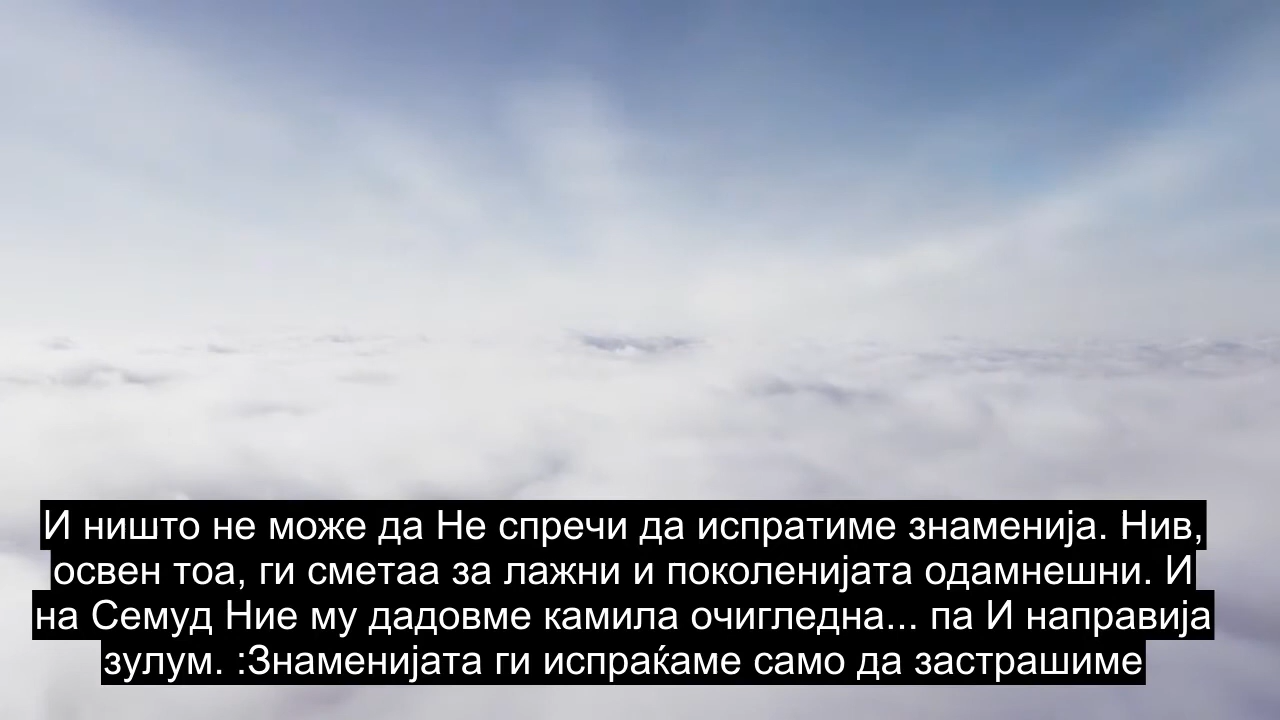 И ништо не може да Не спречи да испратиме знаменија. Нив,
освен тоа, ги сметаа за лажни и поколенијата одамнешни. И
на Семуд Ние му дадовме камила очигледна... па И направија
зулум. :Знаменијата ги испраќаме само да застрашиме